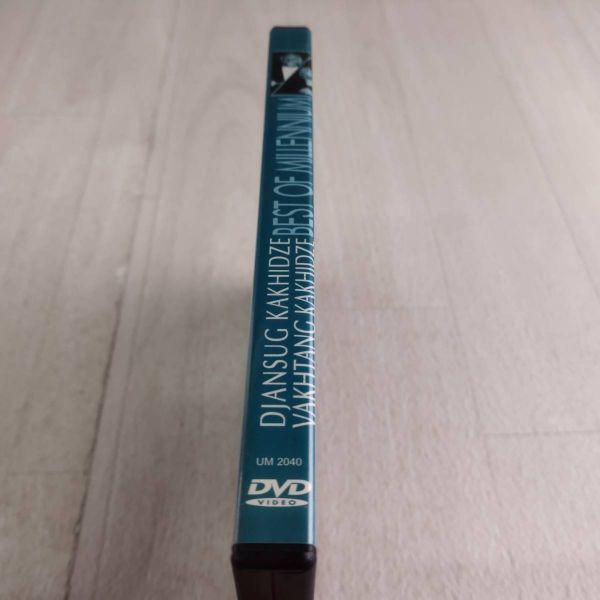 DJANSUG KAKHIDZE
VAKHTANG KAKHIDZE
BEST OF MILLENNIUM
UM 2040
DVD
VIDEO